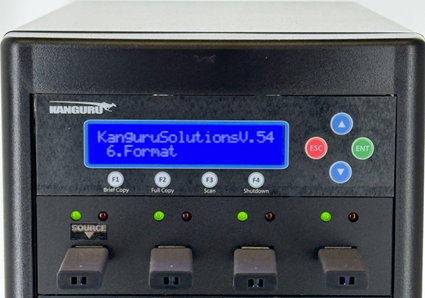 KANGURU
KanguruSolutionsV.54
6.Format
ESC
ENT
F1
F2
F3
F4
Brief Copy
Full Copy
Scan
Shutdown
SOURCE